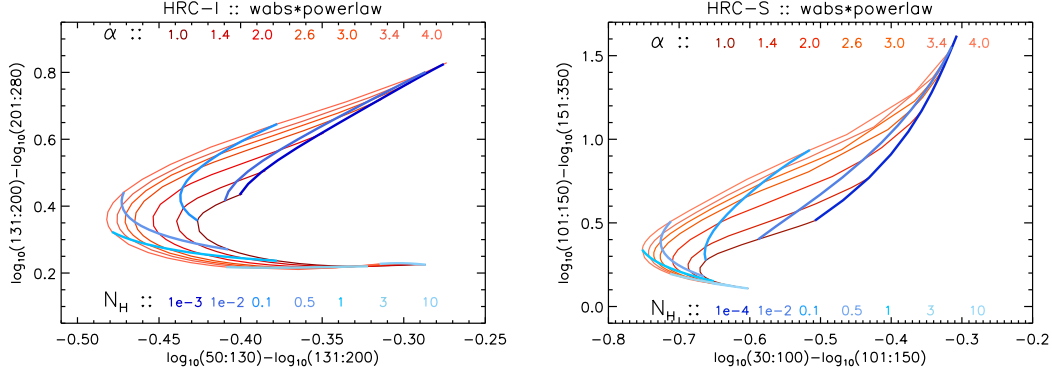 HRC-I :: wabs*powerlaw
α :: 1.0 1.4 2.0 2.6 3.0 3.4 4.0
0.8
0.6
0.4
0.2
log10(131:200)-log10(201:280)
N_H :: 1e-3 1e-2 0.1 0.5 1 3 10
-0.50 -0.45 -0.40 -0.35 -0.30 -0.25
log10(50:130)-log10(131:200)
HRC-S :: wabs*powerlaw
α :: 1.0 1.4 2.0 2.6 3.0 3.4 4.0
1.5
1.0
0.5
0.0
log10(101:150)-log10(151:350)
N_H :: 1e-4 1e-2 0.1 0.5 1 3 10
-0.8 -0.7 -0.6 -0.5 -0.4 -0.3 -0.2
log10(30:100)-log10(101:150)